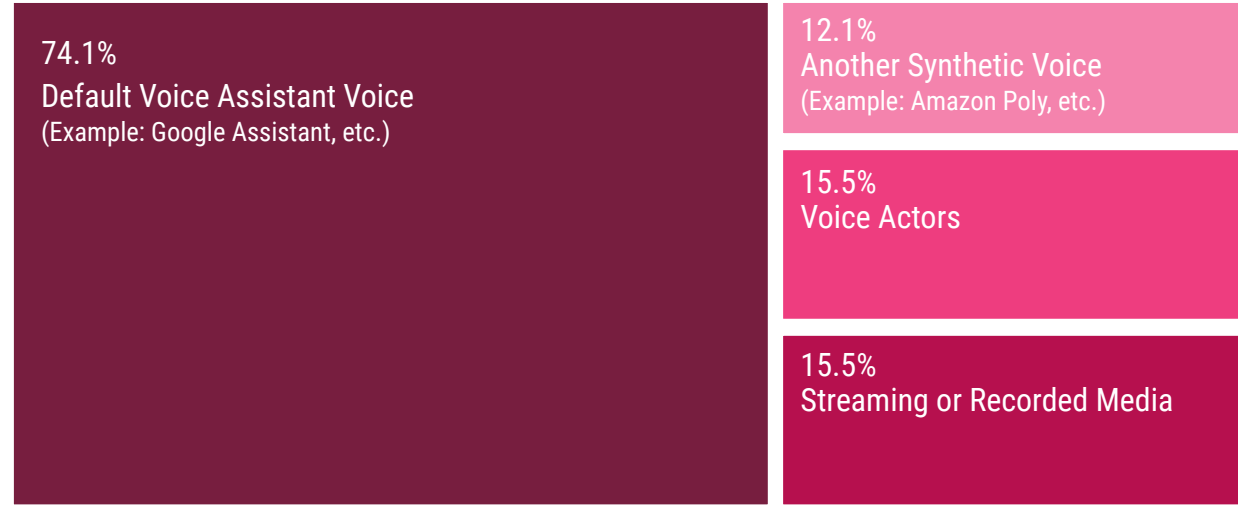 74.1%
Default Voice Assistant Voice
(Example: Google Assistant, etc.)
12.1%
Another Synthetic Voice
(Example: Amazon Poly, etc.)
15.5%
Voice Actors
15.5%
Streaming or Recorded Media